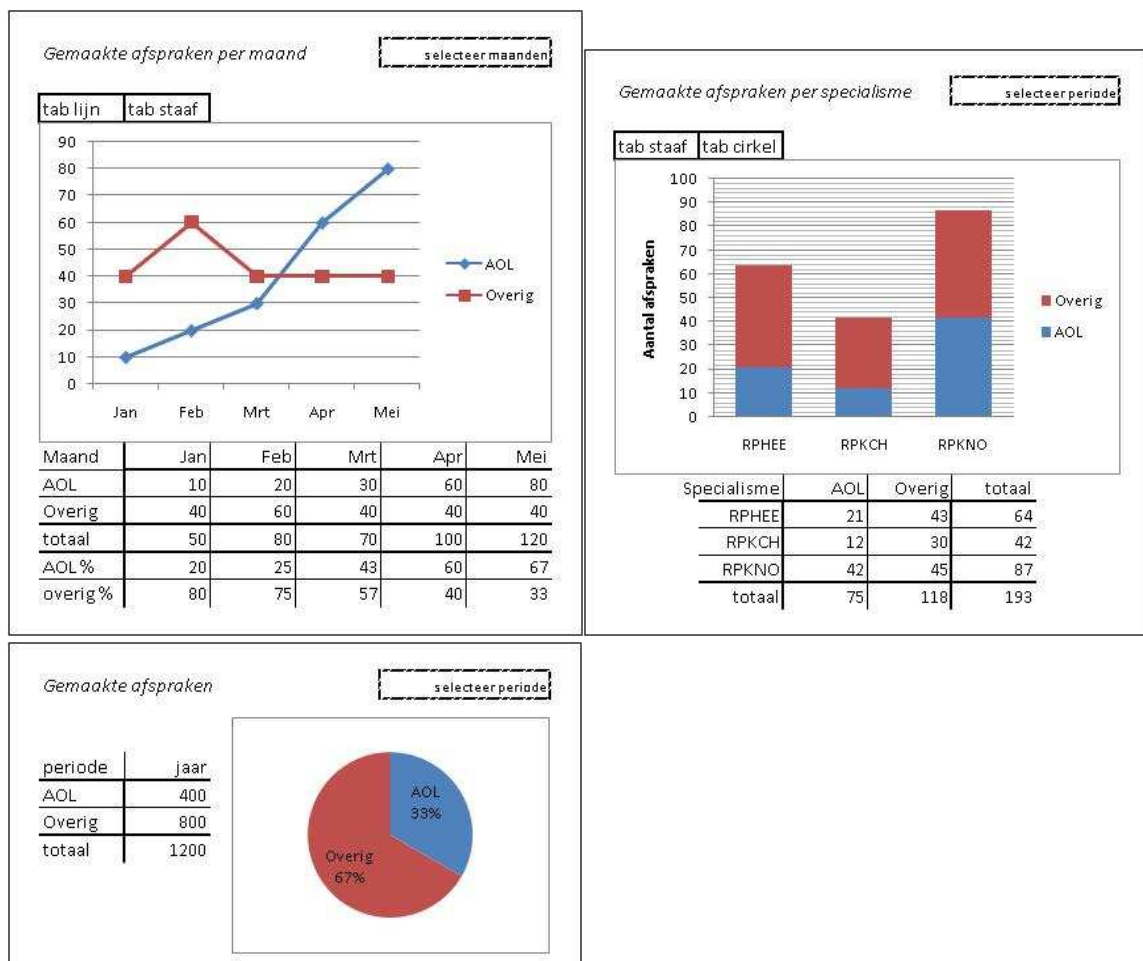 Gemaakte afspraken per maand selecteer maanden
tab lijn tab staaf
90
80
70
60
50
40
30
20
10
0
AOL
Overig
Jan Feb Mrt Apr Mei
Maand Jan Feb Mrt Apr Mei
AOL 10 20 30 60 80
Overig 40 60 40 40 40
totaal 50 80 70 100 120
AOL% 20 25 43 60 67
overig% 80 75 57 40 33
Gemaakte afspraken per specialisme selecteer periode
tab staaf tab cirkel
Aantal afspraken
100
90
80
70
60
50
40
30
20
10
0
Overig
AOL
RPHEE RPKCH RPKNO
Specialisme AOL Overig totaal
RPHEE 21 43 64
RPKCH 12 30 42
RPKNO 42 45 87
totaal 75 118 193
Gemaakte afspraken selecteer periode
periode jaar
AOL 400
Overig 800
totaal 1200
AOL
33%
Overig
67%